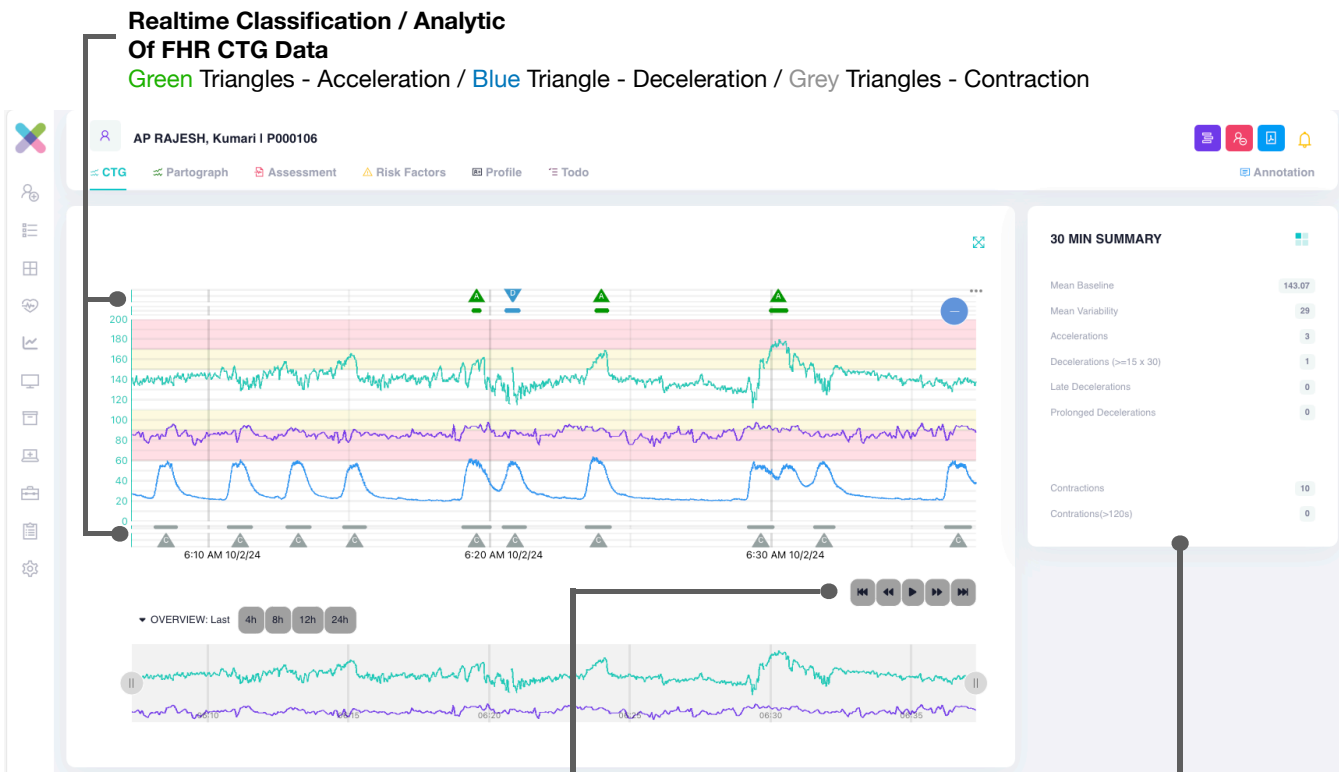 Realtime Classification / Analytic
Of FHR CTG Data
Green Triangles - Acceleration / Blue Triangle - Deceleration / Grey Triangles - Contraction
AP RAJESH, Kumari I P000106
CTG Partograph Assessment Risk Factors Profile Todo
Annotation
30 MIN SUMMARY
Mean Baseline 143.07
Mean Variability 29
Accelerations 3
Decelerations (>=15 x 30) 1
Late Decelerations 0
Prolonged Decelerations 0
Contractions 10
Contrations(>120s) 0
A D A A
200
180
160
140
120
100
80
60
40
20
0
C C C C C C C C C C
6:10 AM 10/2/24 6:20 AM 10/2/24 6:30 AM 10/2/24
OVERVIEW: Last 4h 8h 12h 24h
06:10 06:15 06:20 06:25 06:30 06:35